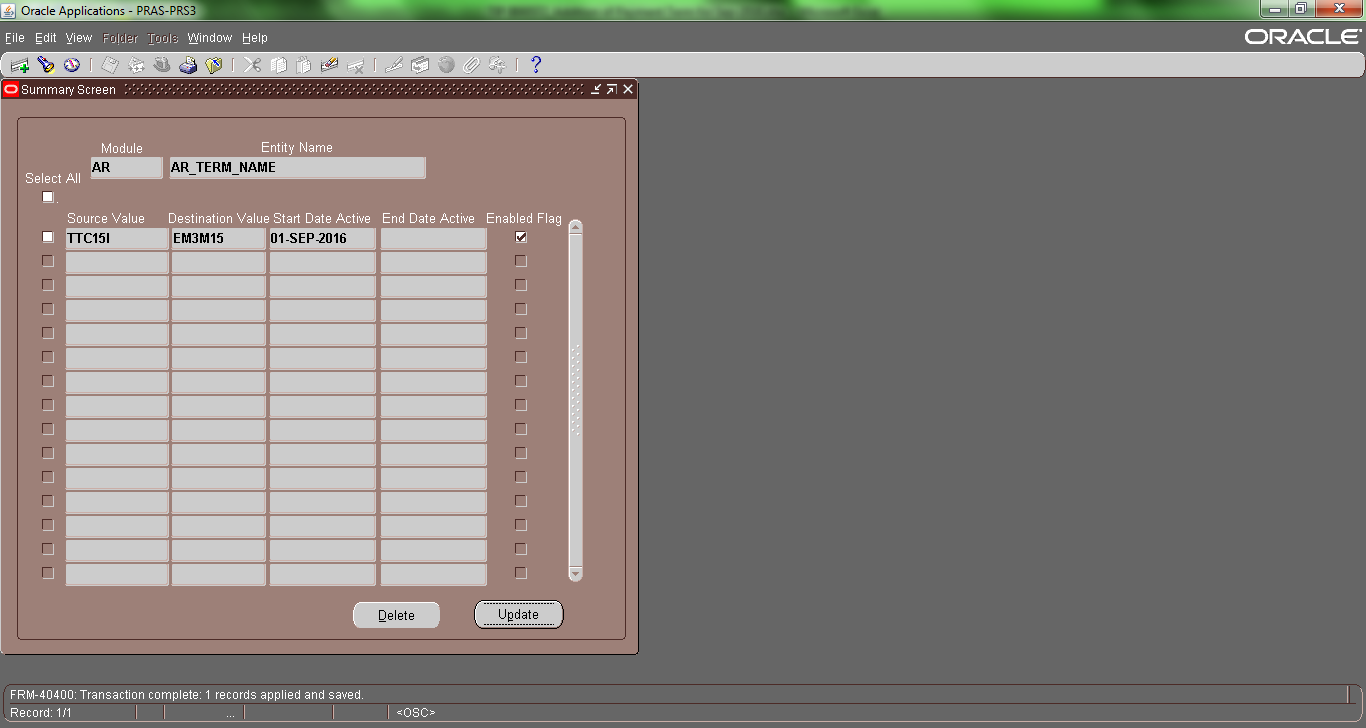 Oracle Applications - PRAS-PRS3
File Edit View Folder Tools Window Help
ORACLE
Summary Screen
Module Entity Name
AR AR_TERM_NAME
Select All
.
Source Value Destination Value Start Date Active End Date Active Enabled Flag
TTC15I EM3M15 01-SEP-2016
Delete Update
FRM-40400: Transaction complete: 1 records applied and saved.
Record: 1/1 ... <OSC>